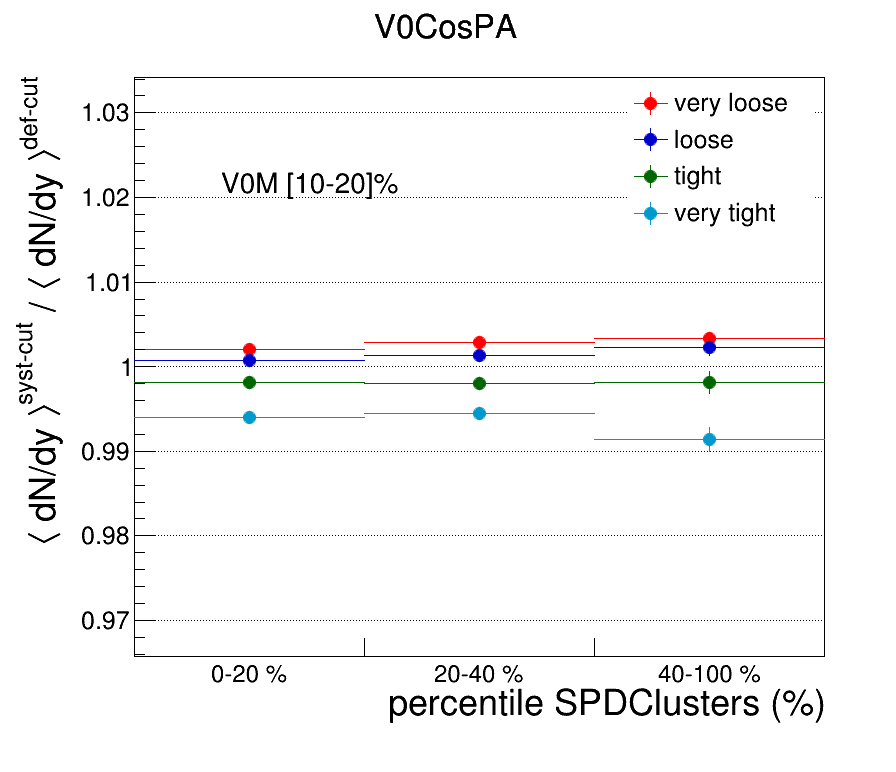 V0CosPA
⟨ dN/dy ⟩^syst-cut / ⟨ dN/dy ⟩^def-cut
1.03
1.02
1.01
1
0.99
0.98
0.97
V0M [10-20]%
very loose
loose
tight
very tight
0-20 %
20-40 %
40-100 %
percentile SPDClusters (%)